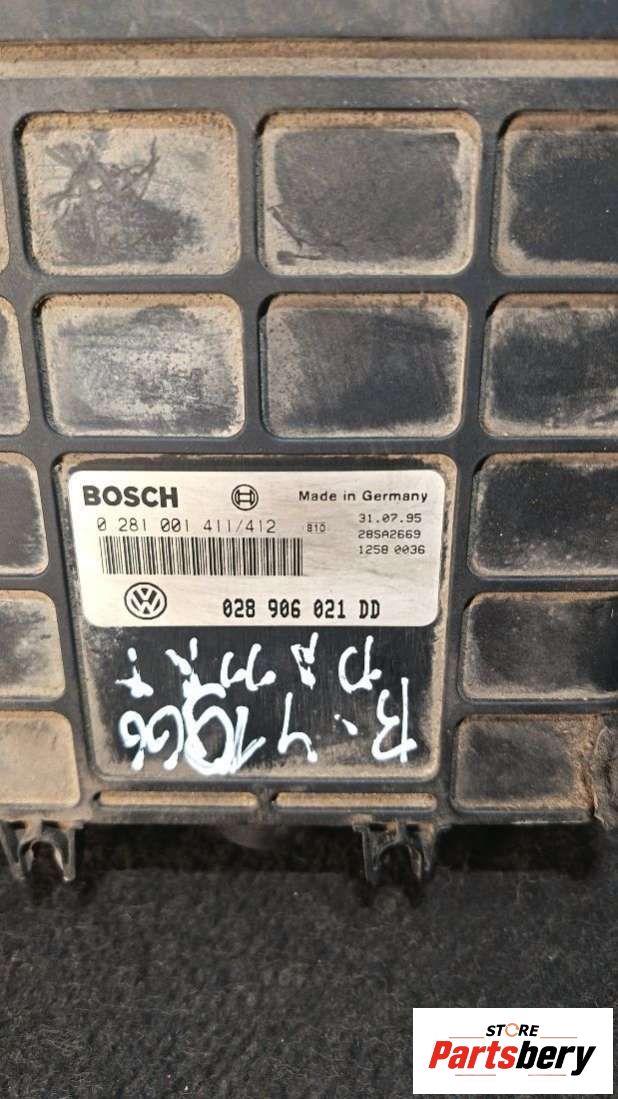 BOSCH
Made in Germany
0 281 001 411/412 810
31.07.95
28SA2669
1258 0036
028 906 021 DD
STORE
Partsbery